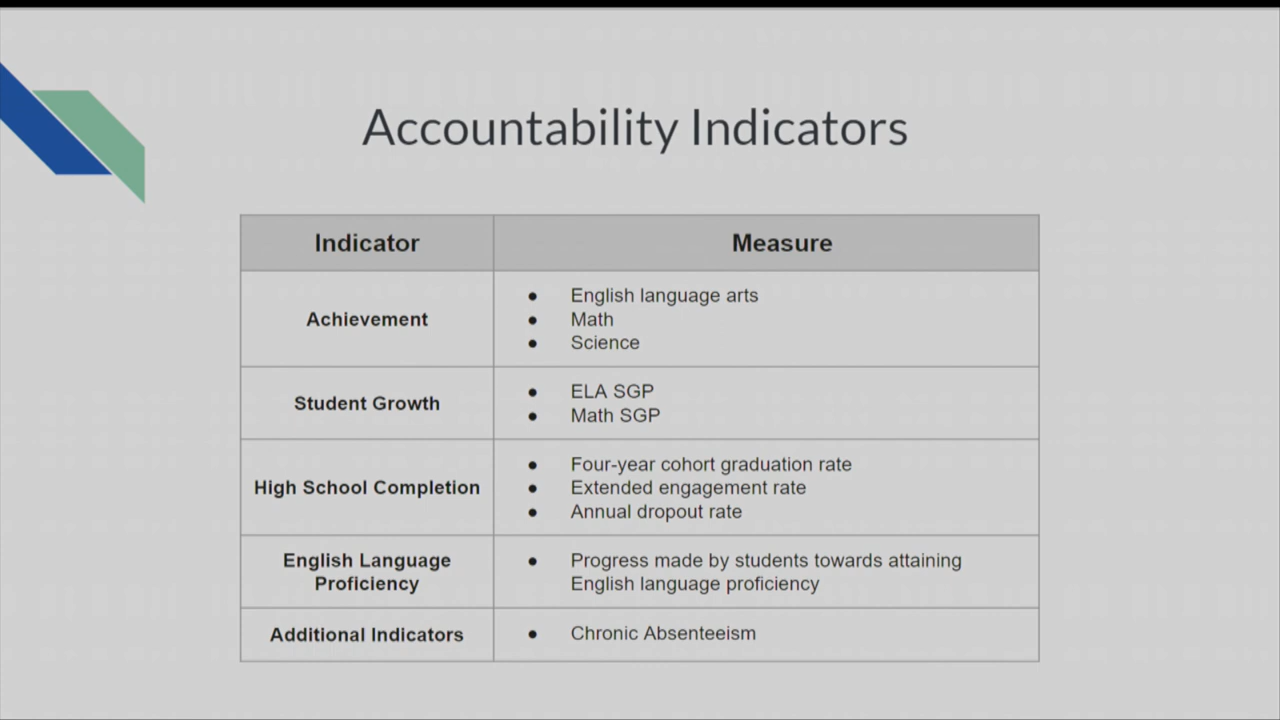 Accountability Indicators
Indicator
Measure
Achievement
● English language arts
● Math
● Science
Student Growth
● ELA SGP
● Math SGP
High School Completion
● Four-year cohort graduation rate
● Extended engagement rate
● Annual dropout rate
English Language
Proficiency
● Progress made by students towards attaining
English language proficiency
Additional Indicators
● Chronic Absenteeism